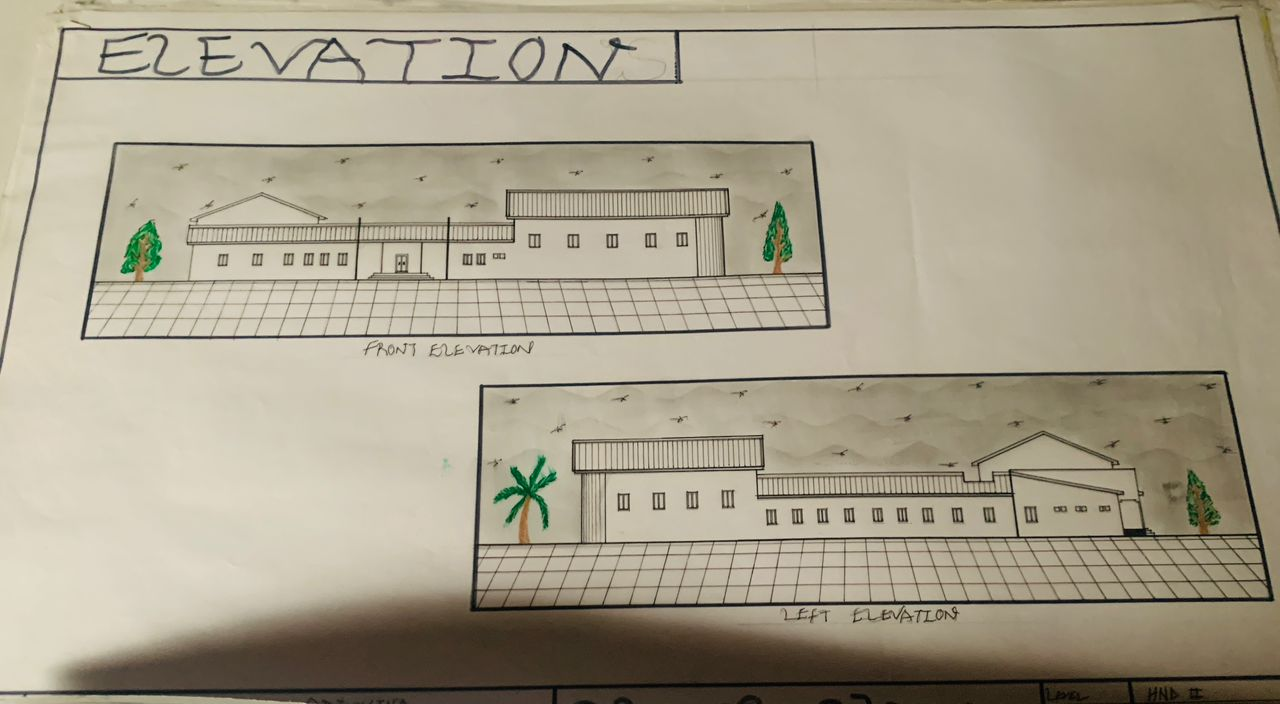 ELEVATION
FRONT ELEVATION
LEFT ELEVATION
LEVEL
HND II